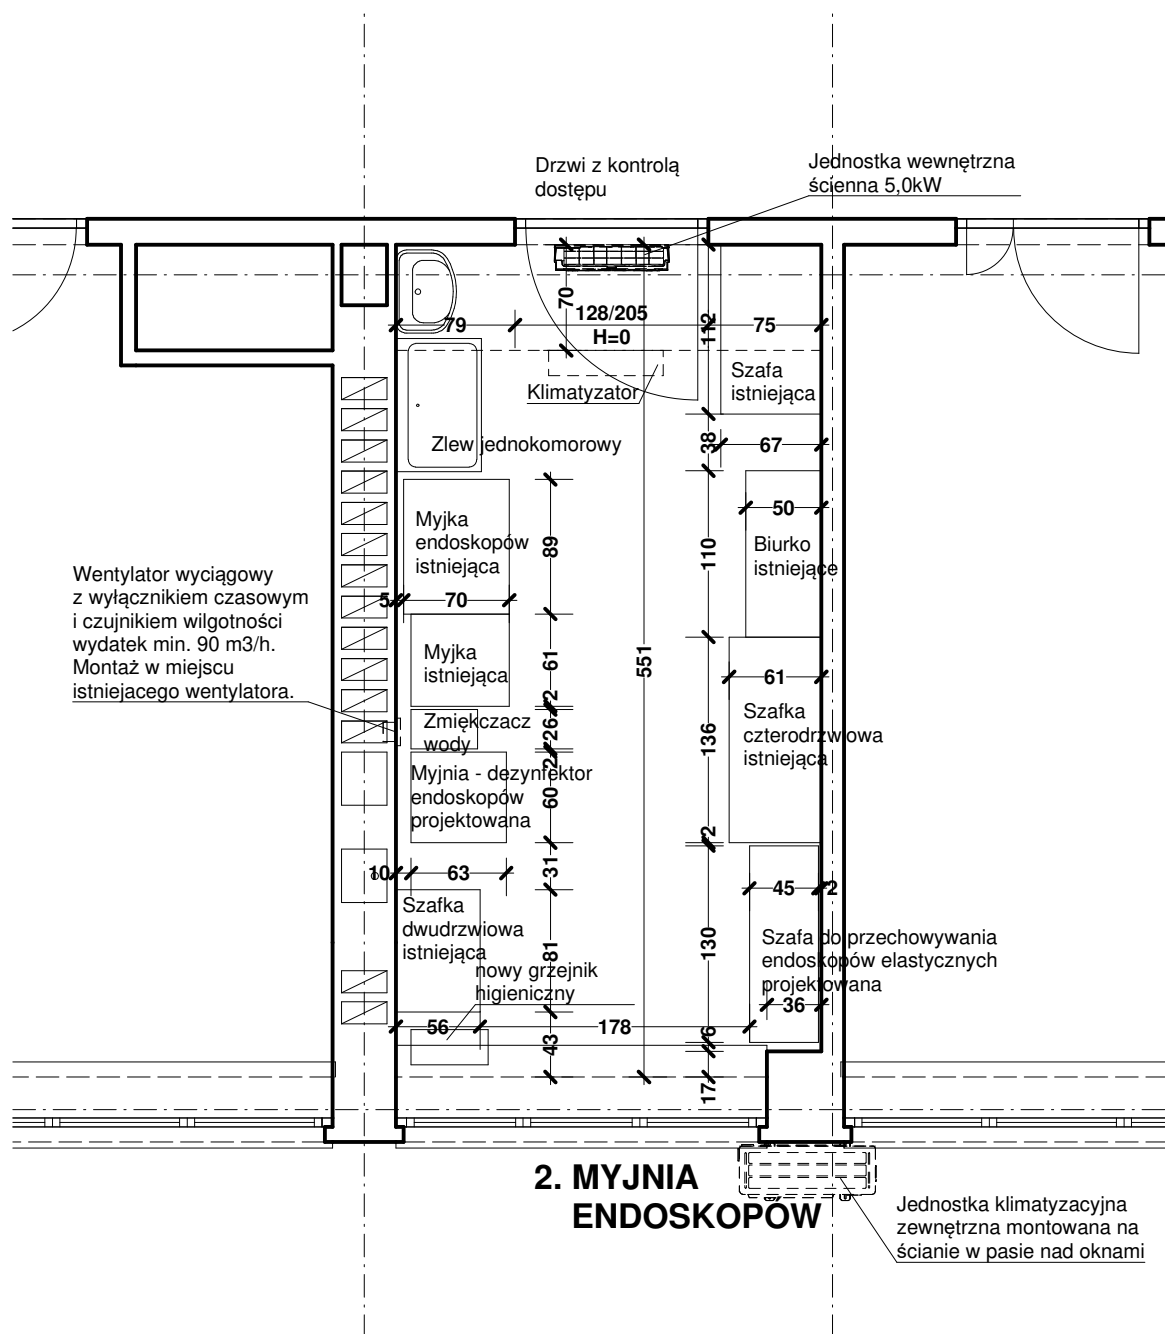 Drzwi z kontrolą
dostępu
Jednostka wewnętrzna
ścienna 5,0kW
70
128/205
H=0
79
112
75
Klimatyzator
Szafa
istniejąca
Zlew jednokomorowy
38
67
50
Myjka
endoskopów
istniejąca
89
110
Biurko
istniejące
Wentylator wyciągowy
z wyłącznikiem czasowym
i czujnikiem wilgotności
wydatek min. 90 m3/h.
Montaż w miejscu
istniejacego wentylatora.
5
70
Myjka
istniejąca
61
551
61
2
Zmiękczacz
wody
26
136
Szafka
czterodrzwiowa
istniejąca
2
Myjnia - dezynfektor
endoskopów
projektowana
60
2
10
63
31
45
2
Szafka
dwudrzwiowa
istniejąca
81
130
Szafa do przechowywania
endoskopów elastycznych
projektowana
nowy grzejnik
higieniczny
36
56
178
6
43
17
2. MYJNIA
ENDOSKOPÓW
Jednostka klimatyzacyjna
zewnętrzna montowana na
ścianie w pasie nad oknami